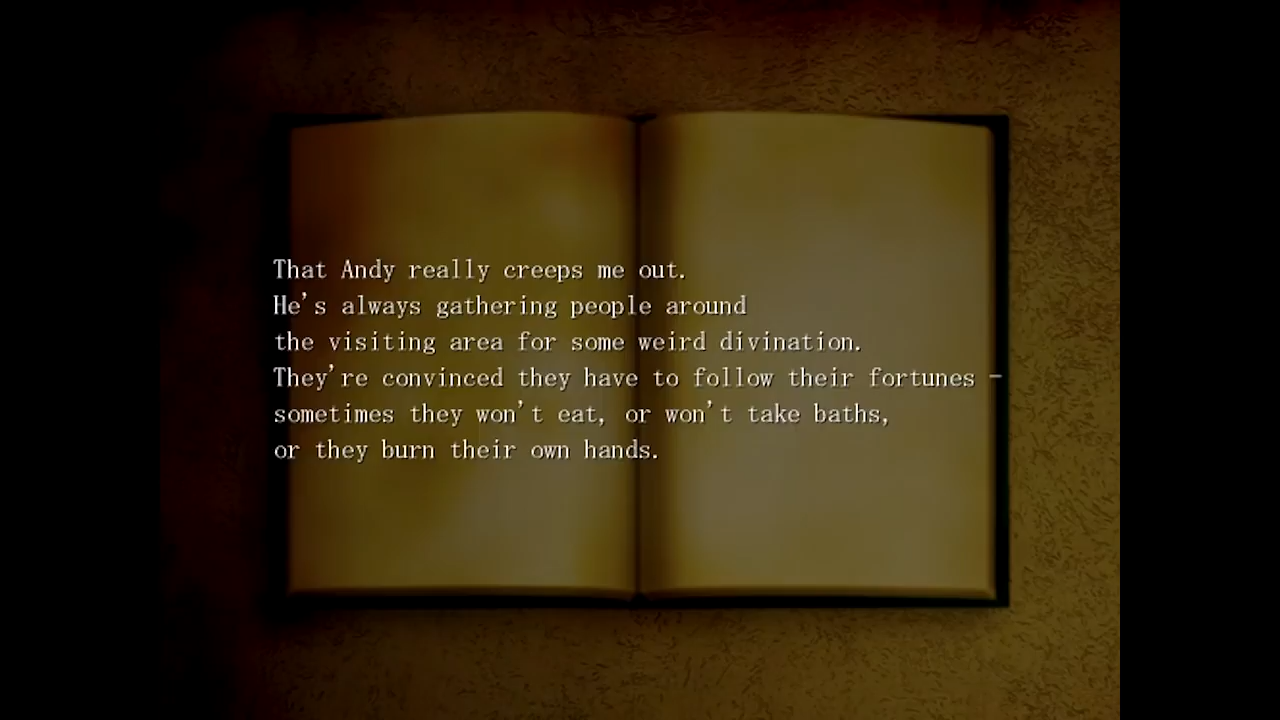 That Andy really creeps me out.
He's always gathering people around
the visiting area for some weird divination.
They're convinced they have to follow their fortunes -
sometimes they won't eat, or won't take baths,
or they burn their own hands.